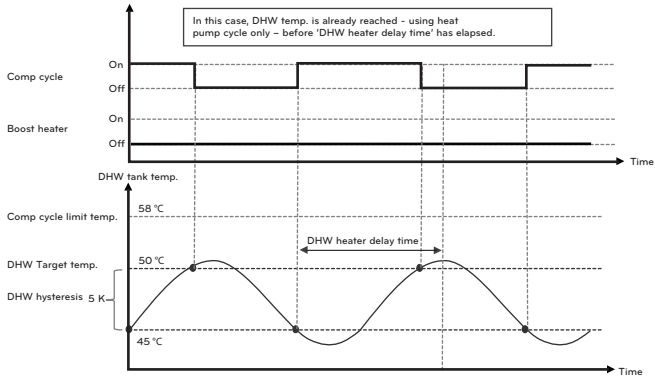 In this case, DHW temp. is already reached - using heat
pump cycle only – before 'DHW heater delay time' has elapsed.
Comp cycle
On
Off
Boost heater
On
Off
Time
DHW tank temp.
Comp cycle limit temp.
58 °C
DHW heater delay time
DHW Target temp.
50 °C
DHW hysteresis
5 K
45 °C
Time